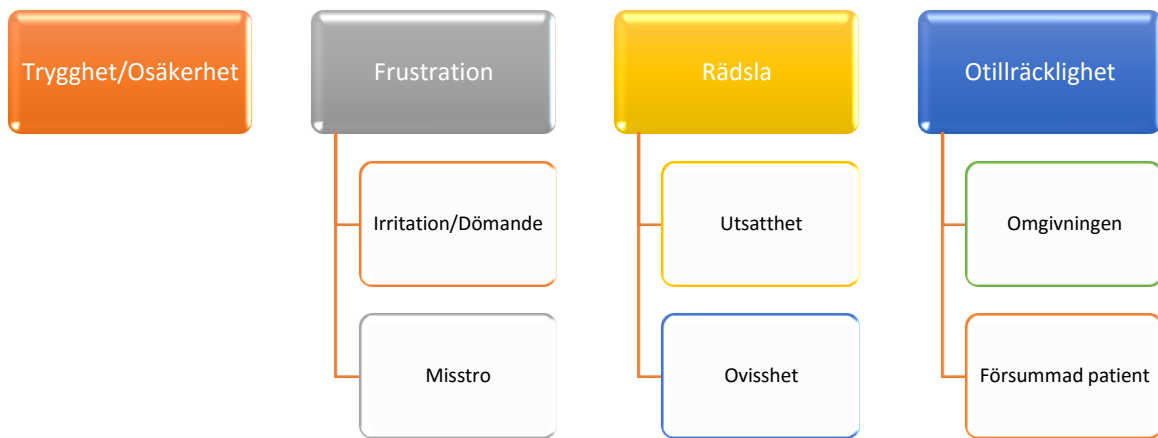 Trygghet/Osäkerhet
Frustration
Rädsla
Otillräcklighet
Irritation/Dömande
Utsatthet
Omgivningen
Misstro
Ovisshet
Försummad patient